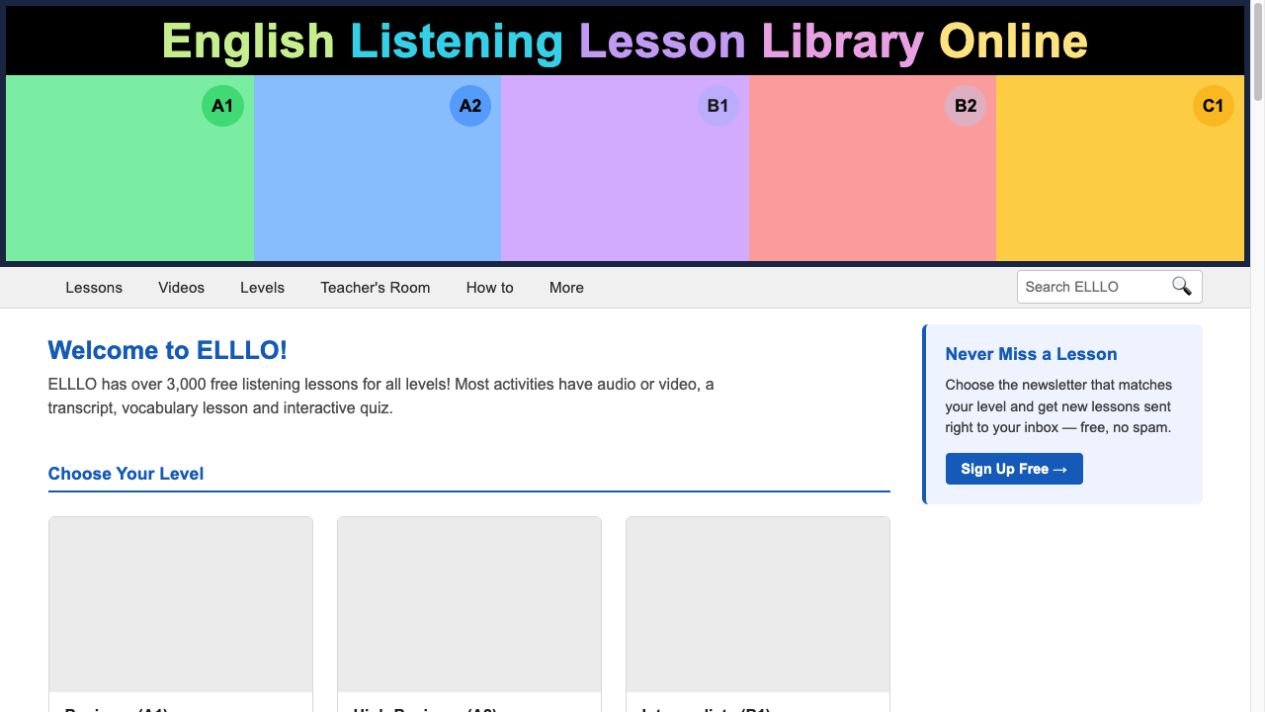 English Listening Lesson Library Online
A1
A2
B1
B2
C1
Lessons
Videos
Levels
Teacher's Room
How to
More
Search ELLLO
Welcome to ELLLO!
ELLLO has over 3,000 free listening lessons for all levels! Most activities have audio or video, a
transcript, vocabulary lesson and interactive quiz.
Choose Your Level
Never Miss a Lesson
Choose the newsletter that matches
your level and get new lessons sent
right to your inbox — free, no spam.
Sign Up Free →